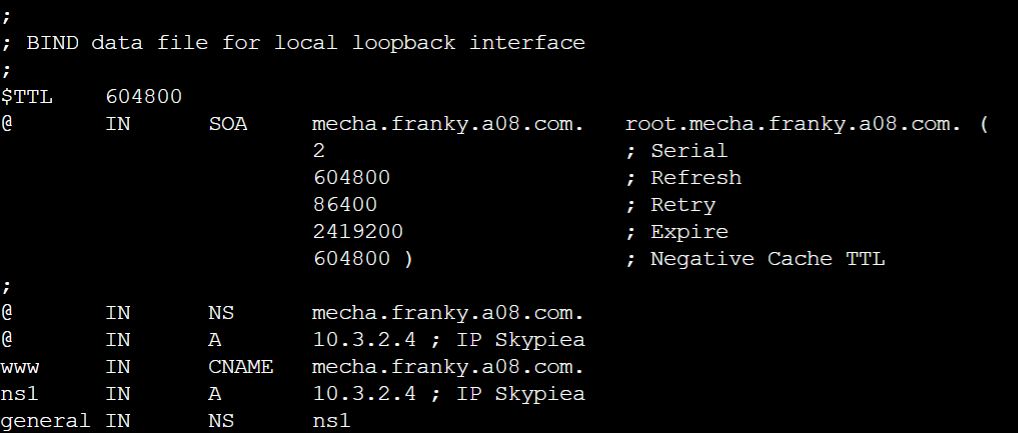 ;
; BIND data file for local loopback interface
;
$TTL    604800
@       IN      SOA     mecha.franky.a08.com.   root.mecha.franky.a08.com. (
                        2                       ; Serial
                        604800                  ; Refresh
                        86400                   ; Retry
                        2419200                 ; Expire
                        604800 )                ; Negative Cache TTL
;
@       IN      NS      mecha.franky.a08.com.
@       IN      A       10.3.2.4 ; IP Skypiea
www     IN      CNAME   mecha.franky.a08.com.
ns1     IN      A       10.3.2.4 ; IP Skypiea
general IN      NS      ns1